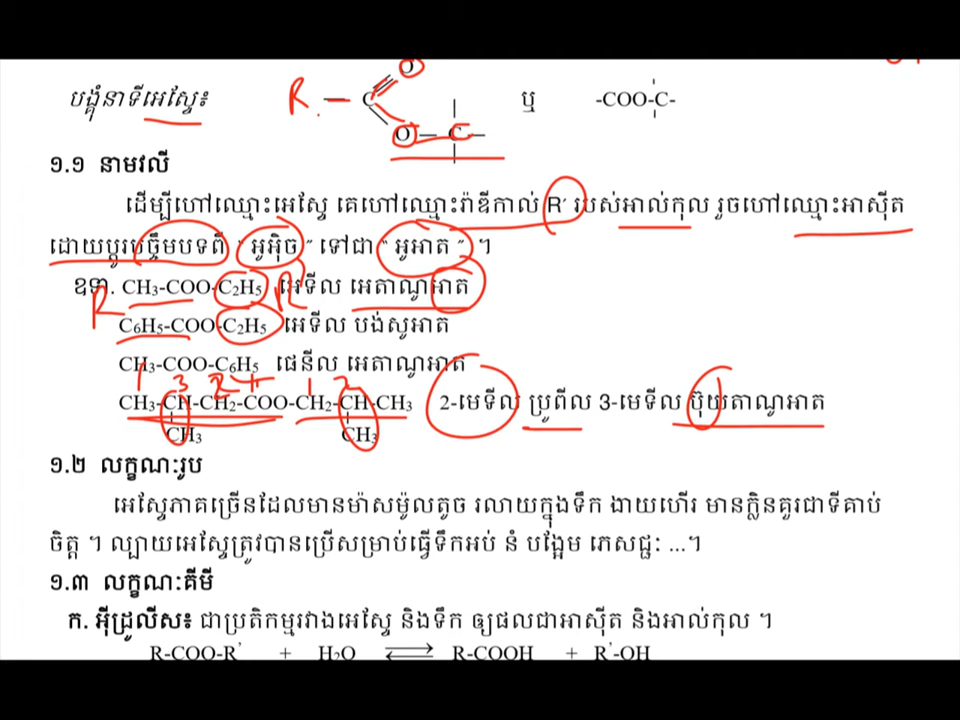 O
បង្គុំនាទីអេស្ទែ៖ R — C ឬ -COO-C-
O — C —
១.១ នាមវលី
ដើម្បីហៅឈ្មោះអេស្ទែ គេហៅឈ្មោះរ៉ាឌីកាល់ R' របស់អាល់កុល រួចហៅឈ្មោះអាស៊ីត
ដោយប្តូរបច្ចឹមបទពី “ អូអ៊ិច ” ទៅជា “ អូអាត ” ។
ឧទា. CH3-COO-C2H5 R' អេទីល អេតាណូអាត
R
C6H5-COO-C2H5 អេទីល បង់សូអាត
CH3-COO-C6H5 ផេនីល អេតាណូអាត
1 3 2 1 2
CH3-CH-CH2-COO-CH2-CH-CH3 2-មេទីល ប្រូពីល 3-មេទីល ប៊ុយតាណូអាត
CH3 CH3
១.២ លក្ខណៈរូប
អេស្ទែភាគច្រើនដែលមានម៉ាសម៉ូលតូច រលាយក្នុងទឹក ងាយហើរ មានក្លិនគួរជាទីគាប់
ចិត្ត ។ ល្បាយអេស្ទែត្រូវបានប្រើសម្រាប់ធ្វើទឹកអប់ នំ បង្អែម ភេសជ្ជៈ ...។
១.៣ លក្ខណៈគីមី
ក. អ៊ីដ្រូលីស៖ ជាប្រតិកម្មរវាងអេស្ទែ និងទឹក ឲ្យផលជាអាស៊ីត និងអាល់កុល ។
R-COO-R' + H2O ⇌ R-COOH + R'-OH